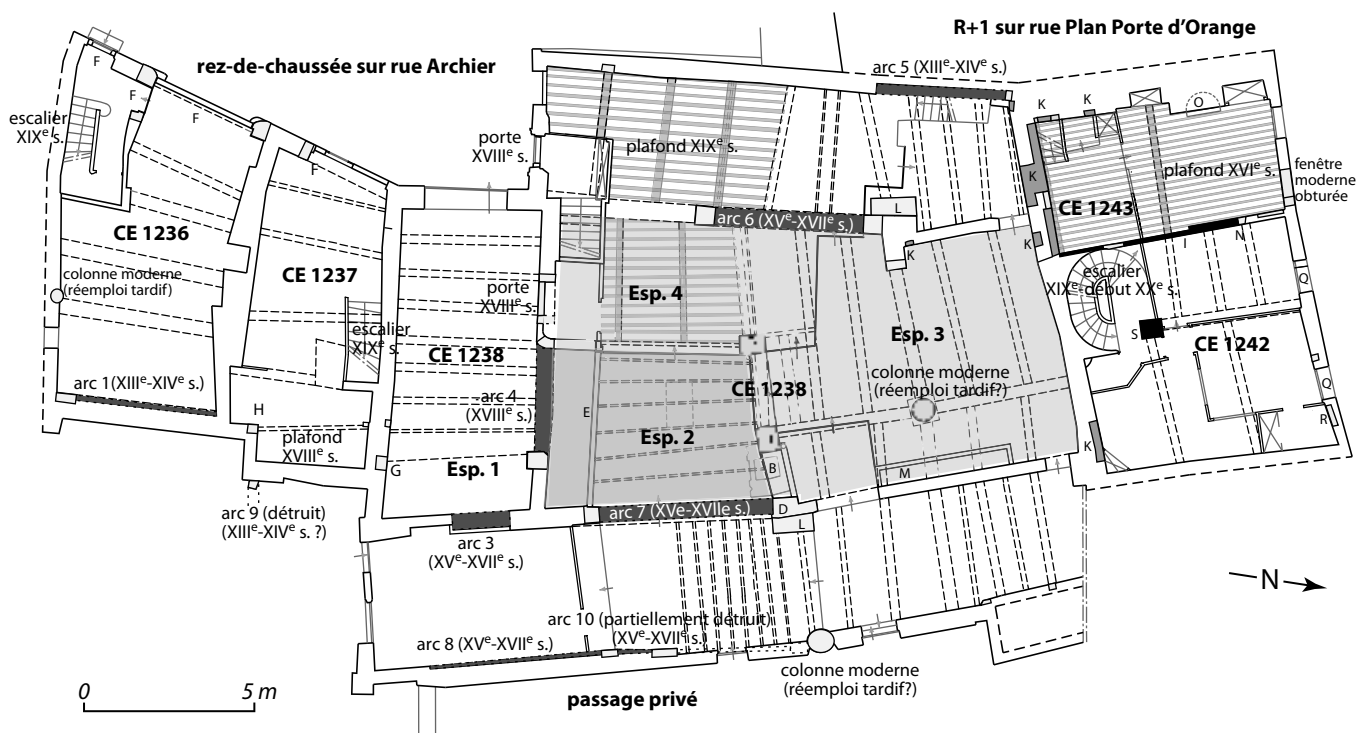 R+1 sur rue Plan Porte d'Orange
rez-de-chaussée sur rue Archier
arc 5 (XIIIe-XIVe s.)
F
F
F
F
escalier
XIXe s.
porte
XVIIIe s.
plafond XIXe s.
K
K
O
plafond XVIe s.
fenêtre
moderne
obturée
K
CE 1243
L
arc 6 (XVe-XVIIe s.)
K
K
I
N
CE 1236
colonne moderne
(réemploi tardif)
CE 1237
porte
XVIIIe s.
Esp. 4
escalier
XIXe-début XXe s.
Q
escalier
XIXe s.
CE 1238
Esp. 3
S
CE 1242
arc 1(XIIIe-XIVe s.)
arc 4
(XVIIIe s.)
CE 1238
colonne moderne
(réemploi tardif?)
Q
H
E
Esp. 2
R
plafond
XVIIIe s.
G
Esp. 1
B
M
K
arc 9 (détruit)
(XIIIe-XIVe s. ?)
arc 7 (XVe-XVIIe s.)
D
L
arc 3
(XVe-XVIIe s.)
N
arc 10 (partiellement détruit)
(XVe-XVIIe s.)
arc 8 (XVe-XVIIe s.)
colonne moderne
(réemploi tardif?)
0
5 m
passage privé